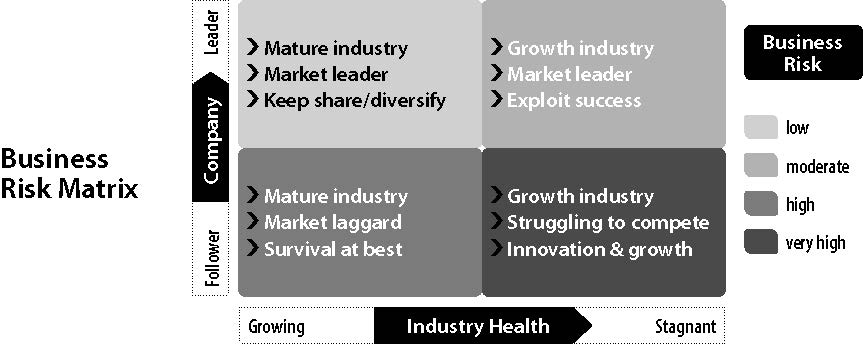 Business
Risk Matrix
Leader
Company
Follower
Mature industry
Market leader
Keep share/diversify
Growth industry
Market leader
Exploit success
Mature industry
Market laggard
Survival at best
Growth industry
Struggling to compete
Innovation & growth
Growing
Industry Health
Stagnant
Business
Risk
low
moderate
high
very high